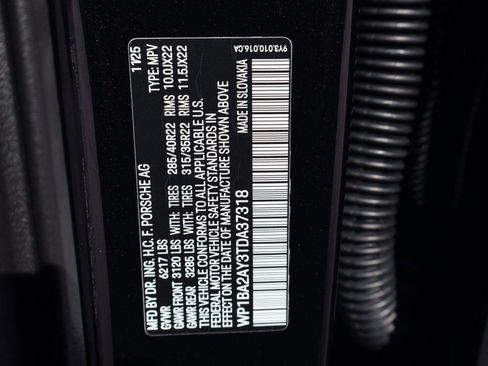 MFD BY DR. ING. H.C. F. PORSCHE AG 11/25
GVWR 6217 LBS TYPE: MPV
GAWR FRONT 3120 LBS WITH: TIRES 285/40R22 RIMS 10.0JX22
GAWR REAR 3285 LBS WITH: TIRES 315/35R22 RIMS 11.5JX22
THIS VEHICLE CONFORMS TO ALL APPLICABLE U.S.
FEDERAL MOTOR VEHICLE SAFETY STANDARDS IN
EFFECT ON THE DATE OF MANUFACTURE SHOWN ABOVE
WP1BA2AY3TDA37318 MADE IN SLOVAKIA
9Y3.010.016.CA